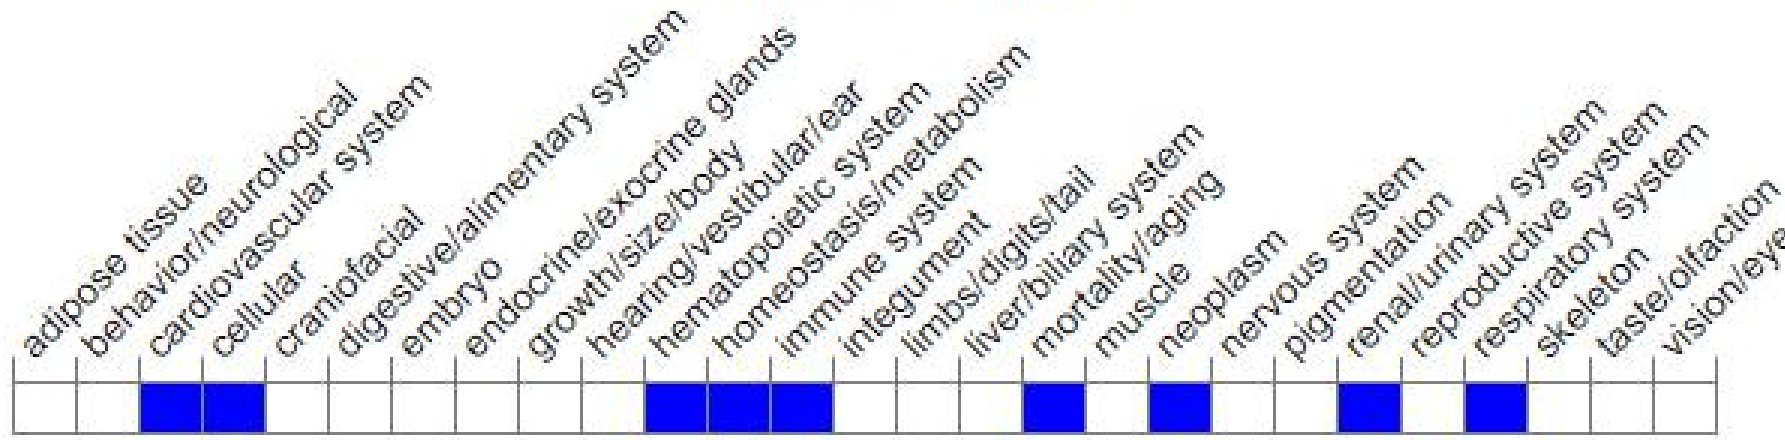 adipose tissue
behavior/neurological
cardiovascular system
cellular
craniofacial
digestive/alimentary system
embryo
endocrine/exocrine glands
growth/size/body
hearing/vestibular/ear
hematopoietic system
homeostasis/metabolism
immune system
integument
limbs/digits/tail
liver/biliary system
mortality/aging
muscle
neoplasm
nervous system
pigmentation
renal/urinary system
reproductive system
respiratory system
skeleton
taste/olfaction
vision/eye